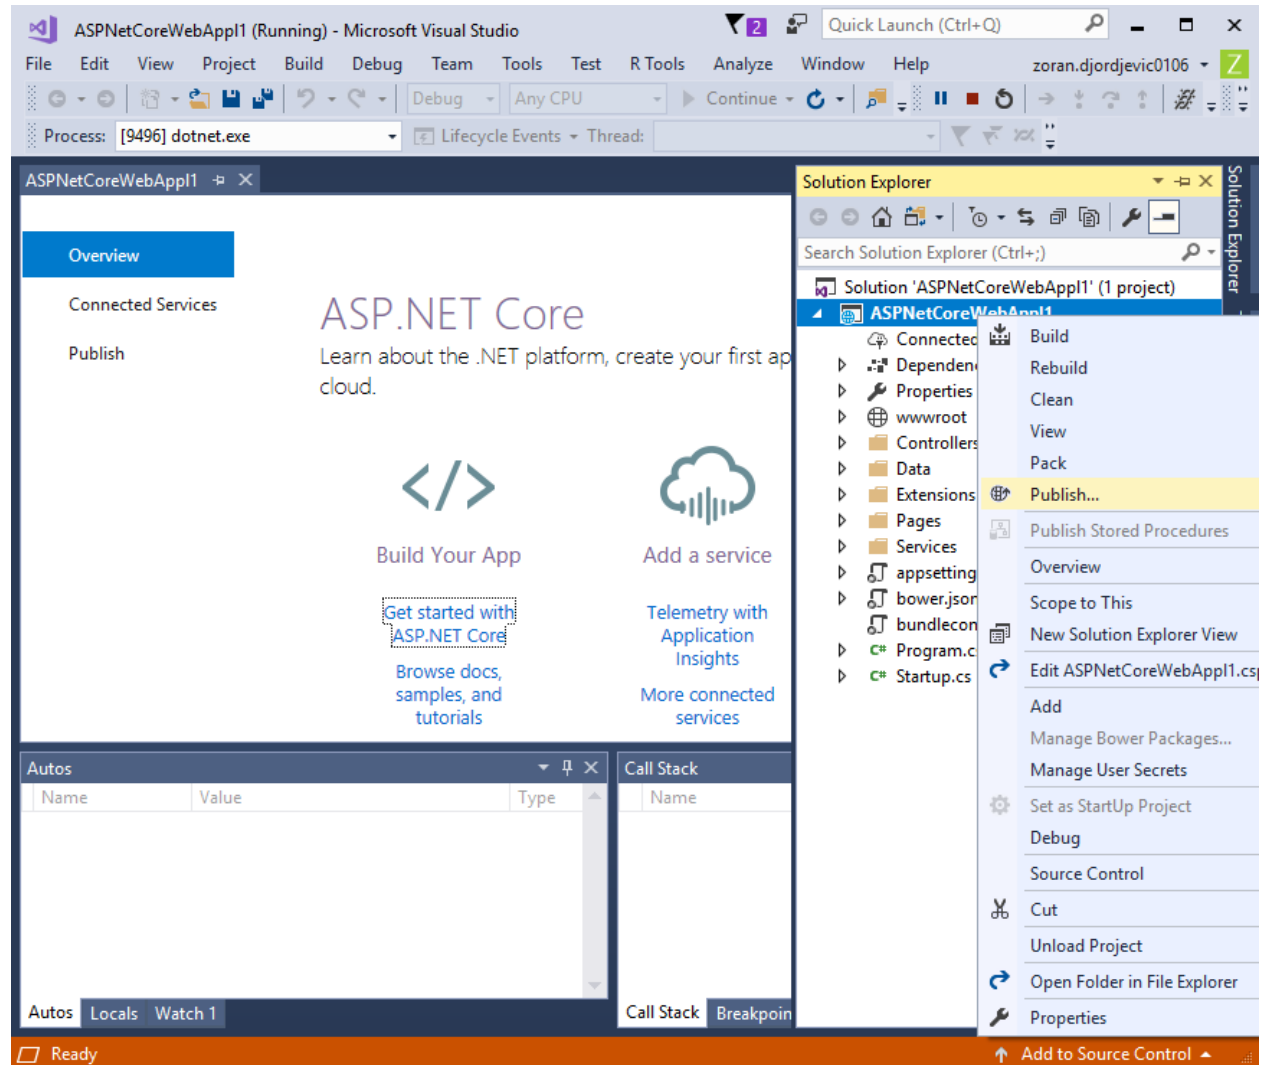 ASPNetCoreWebAppl1 (Running) - Microsoft Visual Studio
2
Quick Launch (Ctrl+Q)
File Edit View Project Build Debug Team Tools Test R Tools Analyze Window Help zoran.djordjevic0106 Z
Debug Any CPU Continue
Process: [9496] dotnet.exe Lifecycle Events Thread:
ASPNetCoreWebAppl1
Overview
Connected Services
Publish
ASP.NET Core
Learn about the .NET platform, create your first ap
cloud.
Build Your App
Get started with
ASP.NET Core
Browse docs,
samples, and
tutorials
Add a service
Telemetry with
Application
Insights
More connected
services
Autos
Name Value Type
Autos Locals Watch 1
Call Stack
Name
Call Stack Breakpoin
Solution Explorer
Search Solution Explorer (Ctrl+;)
Solution 'ASPNetCoreWebAppl1' (1 project)
ASPNetCoreWebAppl1
Connected
Dependen
Properties
wwwroot
Controllers
Data
Extensions
Pages
Services
appsetting
bower.json
bundlecon
C# Program.c
C# Startup.cs
Solution Explorer
Build
Rebuild
Clean
View
Pack
Publish...
Publish Stored Procedures
Overview
Scope to This
New Solution Explorer View
Edit ASPNetCoreWebAppl1.csp
Add
Manage Bower Packages...
Manage User Secrets
Set as StartUp Project
Debug
Source Control
Cut
Unload Project
Open Folder in File Explorer
Properties
Ready
Add to Source Control